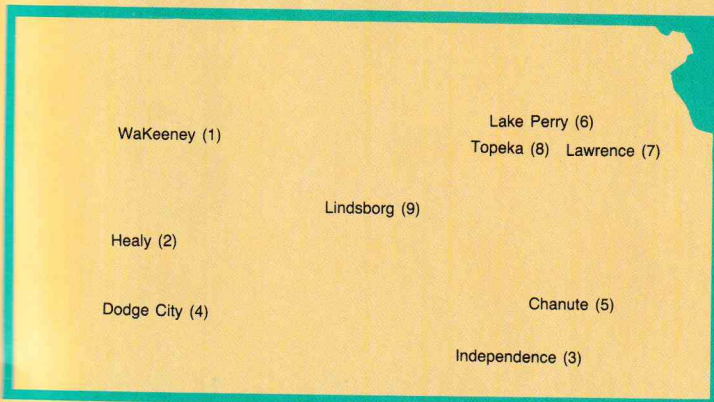 Lake Perry (6)
WaKeeney (1)
Topeka (8) Lawrence (7)
Lindsborg (9)
Healy (2)
Chanute (5)
Dodge City (4)
Independence (3)